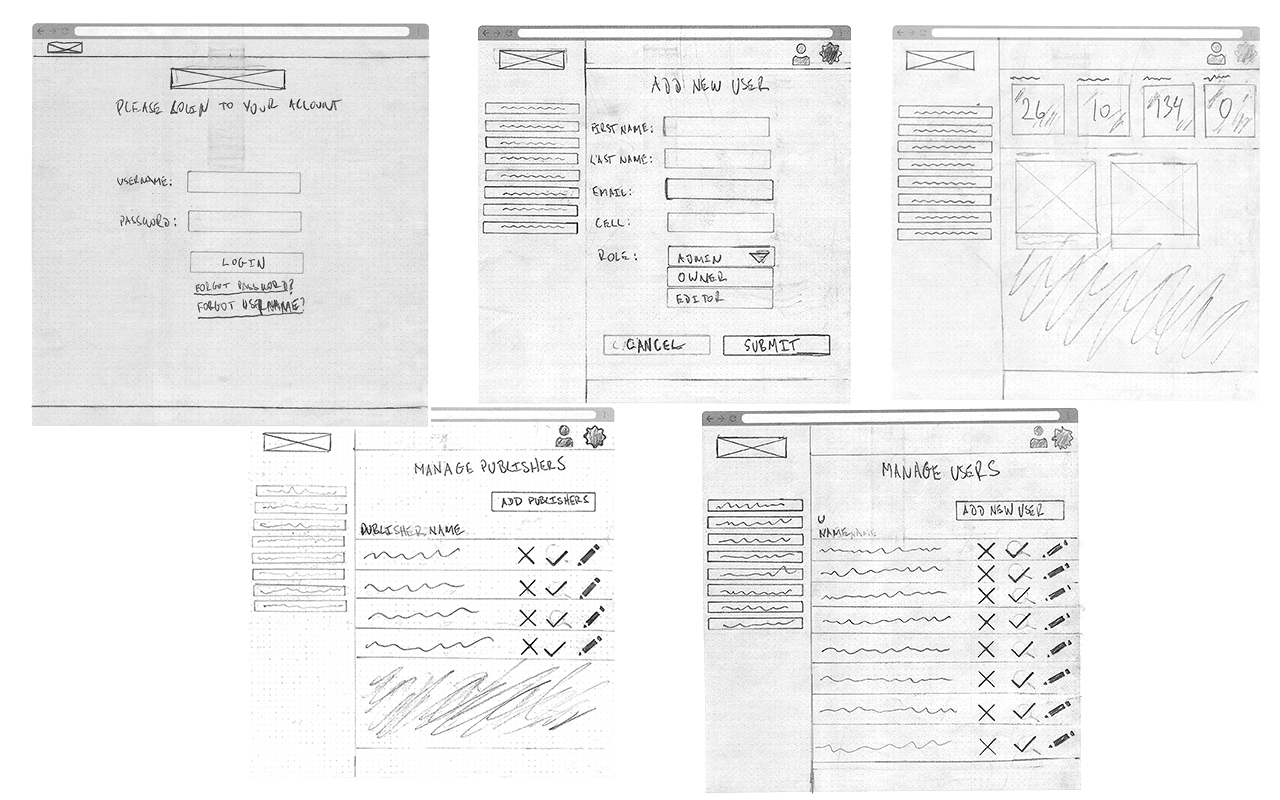 PLEASE LOGIN TO YOUR ACCOUNT
USERNAME:
PASSWORD:
LOGIN
FORGOT PASSWORD?
FORGOT USERNAME?
ADD NEW USER
FIRST NAME:
LAST NAME:
EMAIL:
CELL:
ROLE: ADMIN
OWNER
EDITOR
CANCEL SUBMIT
26 10 134 0
MANAGE PUBLISHERS
ADD PUBLISHERS
PUBLISHER NAME
MANAGE USERS
ADD NEW USER
U
NAMENAME